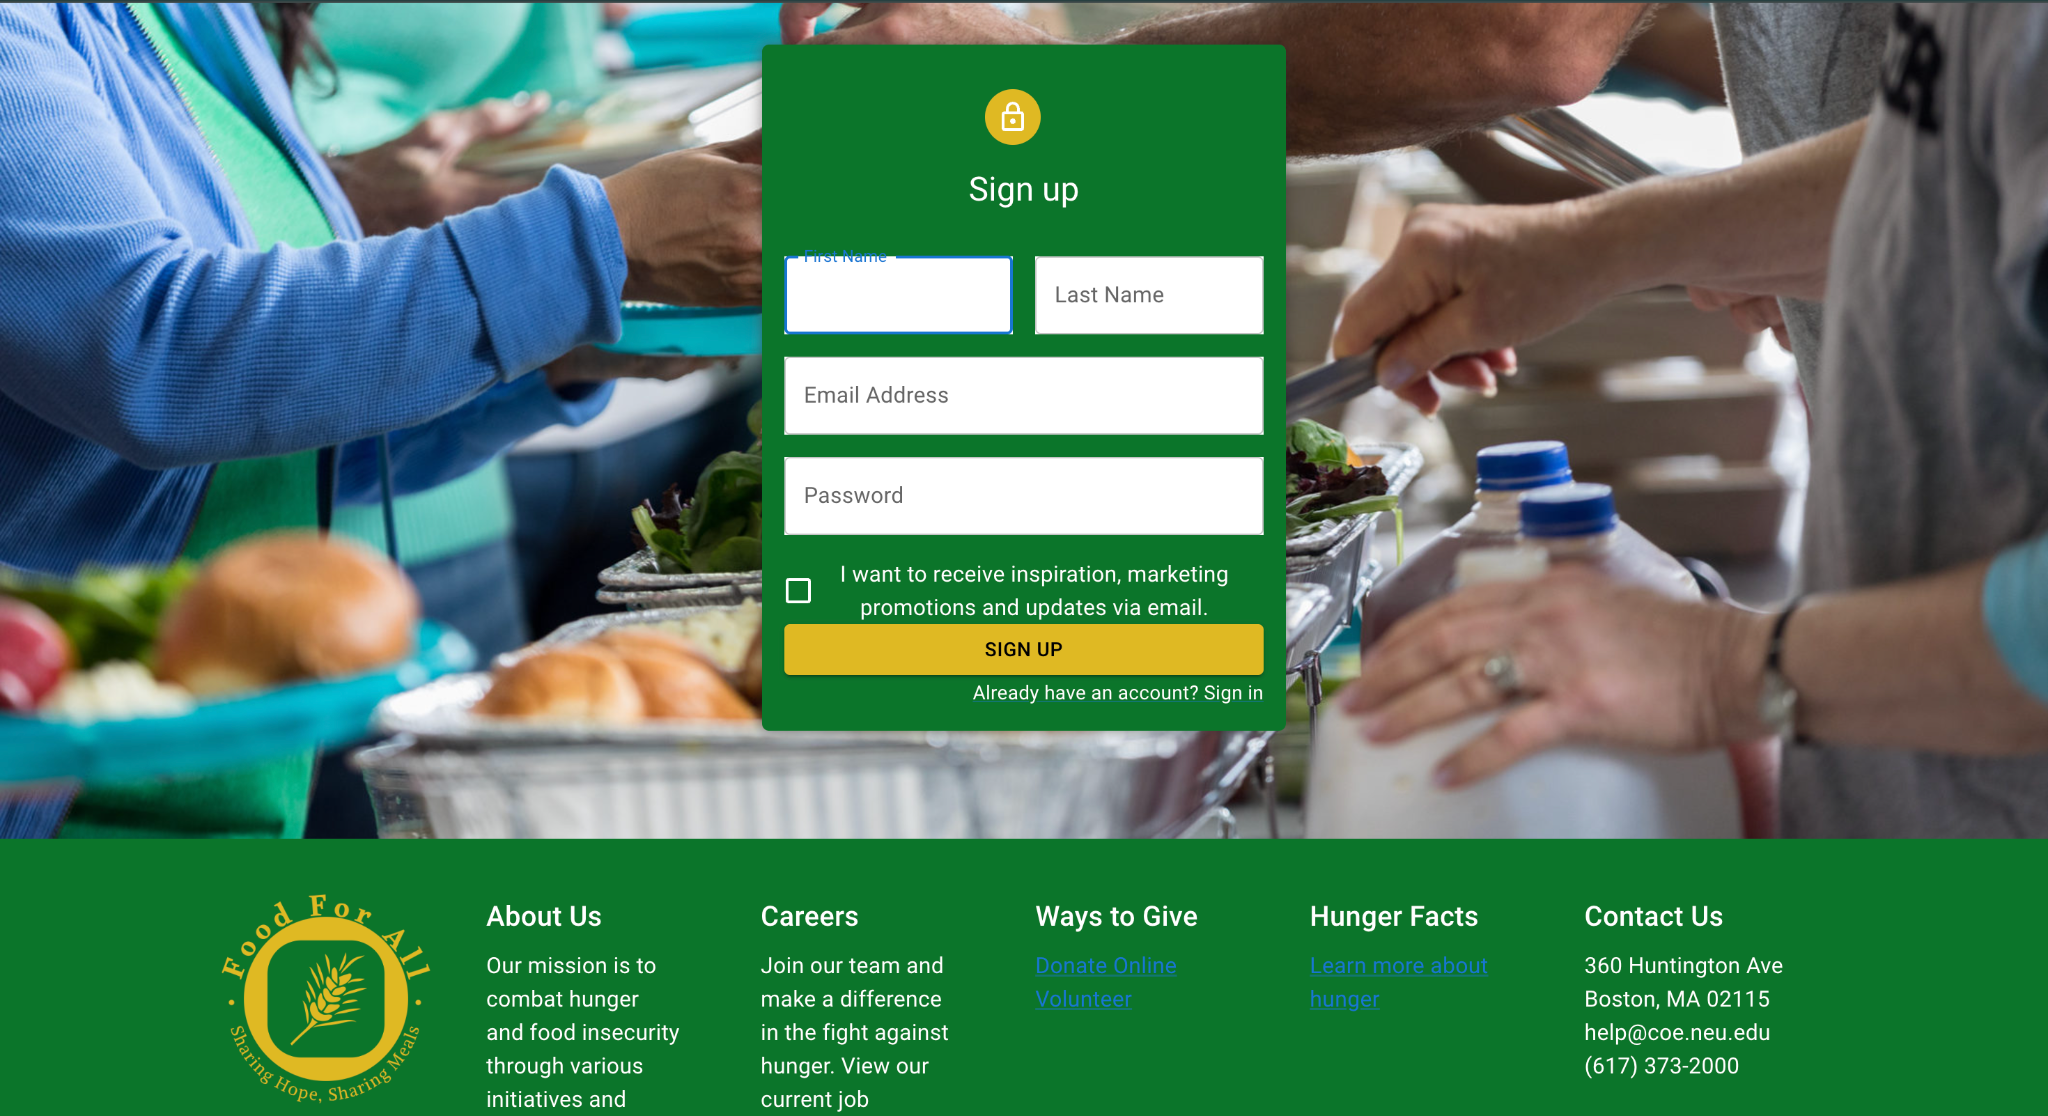 Sign up
First Name
Last Name
Email Address
Password
I want to receive inspiration, marketing
promotions and updates via email.
SIGN UP
Already have an account? Sign in
Food For All
Sharing Hope, Sharing Meals
About Us
Our mission is to
combat hunger
and food insecurity
through various
initiatives and
Careers
Join our team and
make a difference
in the fight against
hunger. View our
current job
Ways to Give
Donate Online
Volunteer
Hunger Facts
Learn more about
hunger
Contact Us
360 Huntington Ave
Boston, MA 02115
help@coe.neu.edu
(617) 373-2000